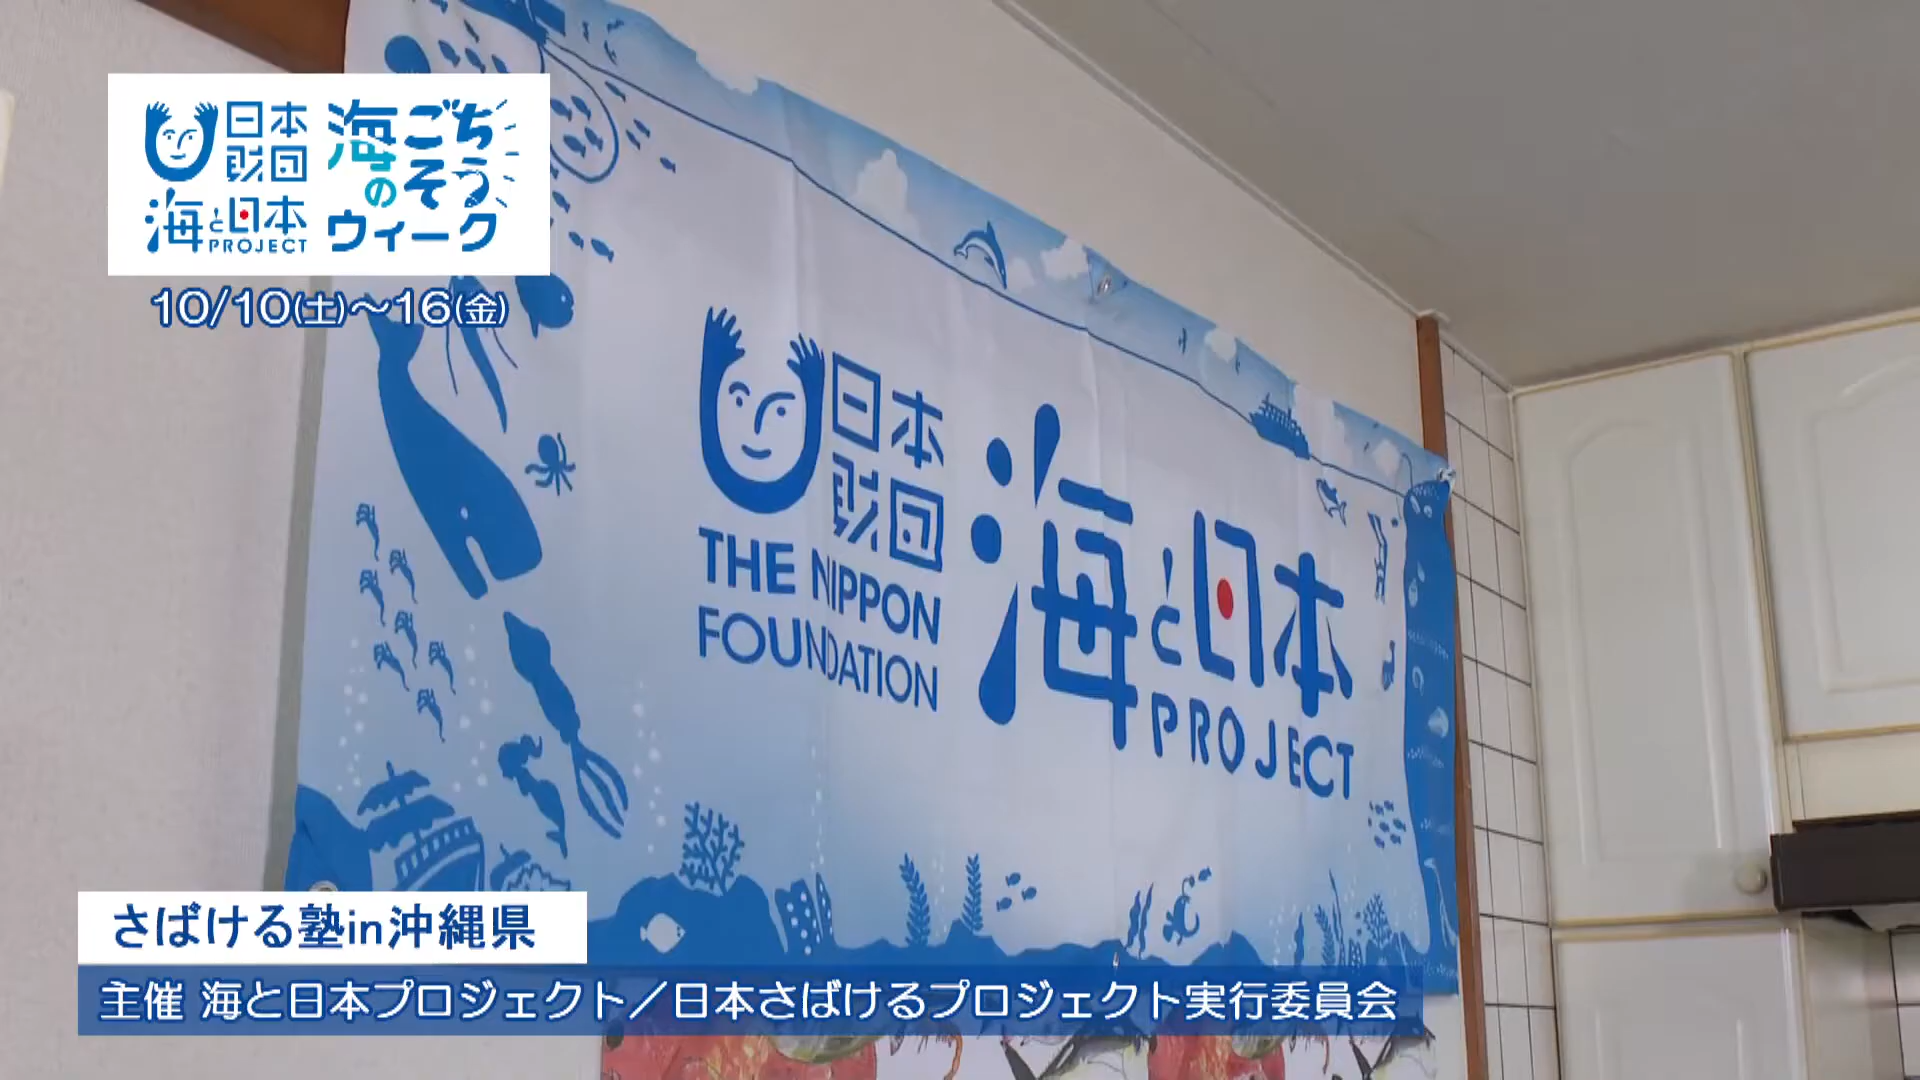 日本
財団
海と日本
PROJECT
海の
ごち
そう
ウィーク
10/10(土)～16(金)
日本
財団
THE NIPPON
FOUNDATION
海と日本
PROJECT
さばける塾in沖縄県
主催 海と日本プロジェクト／日本さばけるプロジェクト実行委員会